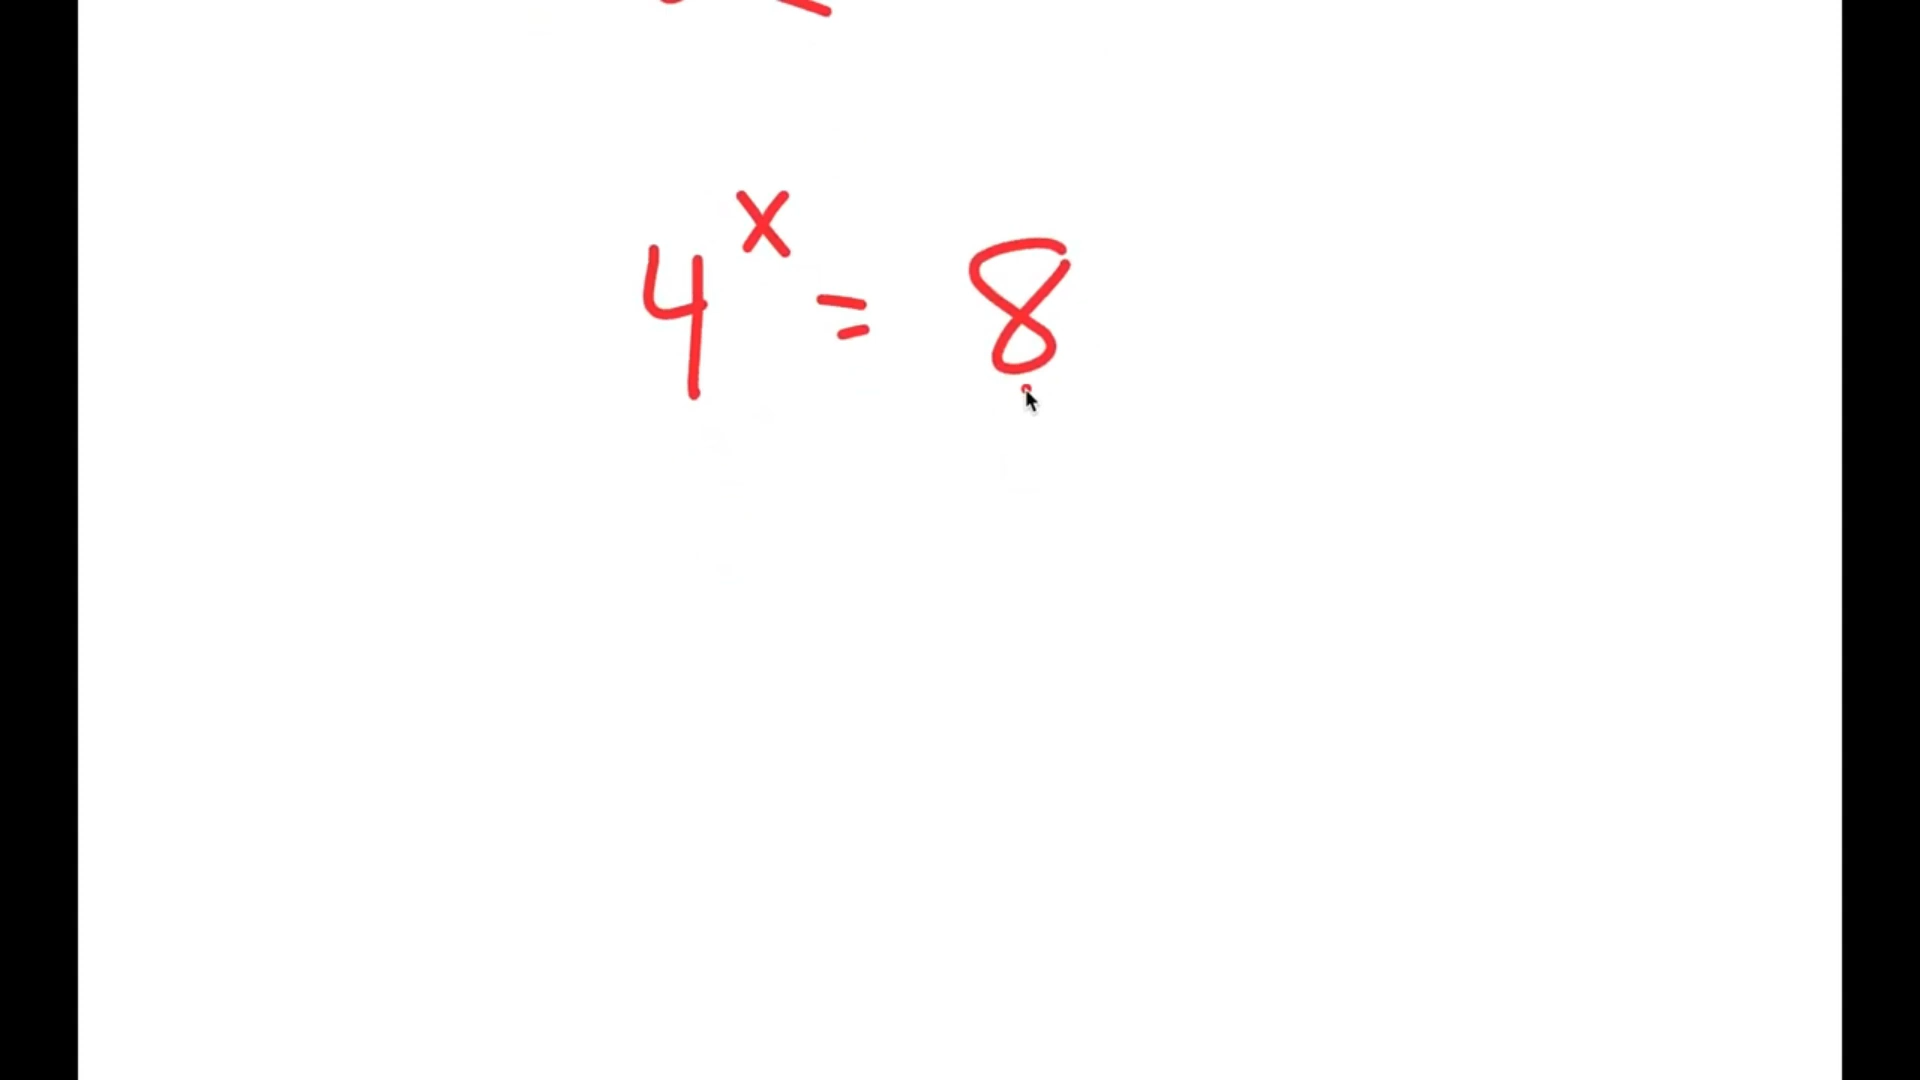 4^x = 8